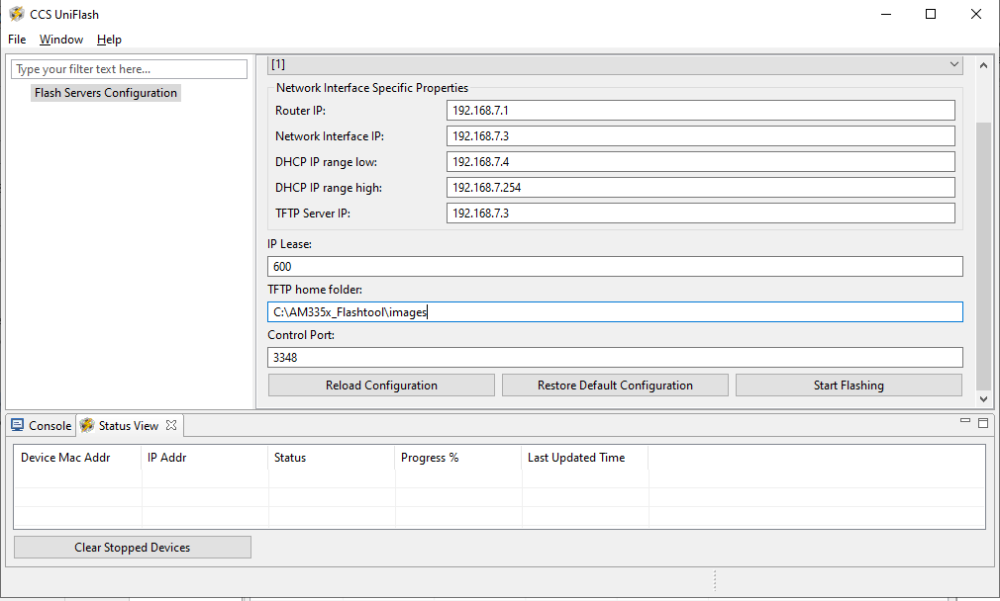 CCS UniFlash
File Window Help
Type your filter text here...
Flash Servers Configuration
[1]
Network Interface Specific Properties
Router IP: 192.168.7.1
Network Interface IP: 192.168.7.3
DHCP IP range low: 192.168.7.4
DHCP IP range high: 192.168.7.254
TFTP Server IP: 192.168.7.3
IP Lease:
600
TFTP home folder:
C:\AM335x_Flashtool\images
Control Port:
3348
Reload Configuration Restore Default Configuration Start Flashing
Console Status View
Device Mac Addr IP Addr Status Progress % Last Updated Time
Clear Stopped Devices